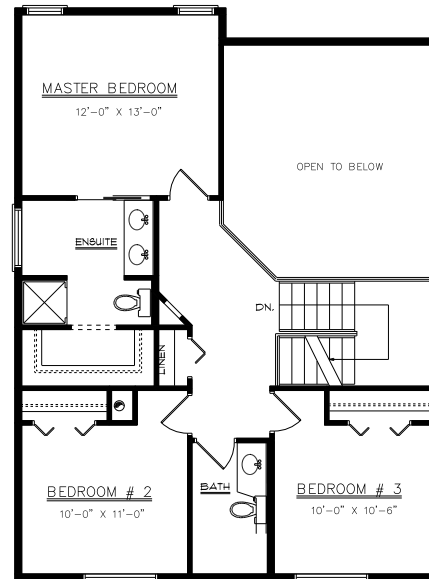 MASTER BEDROOM
12'-0" X 13'-0"
OPEN TO BELOW
ENSUITE
DN.
LINEN
BEDROOM # 2
10'-0" X 11'-0"
BATH
BEDROOM # 3
10'-0" X 10'-6"